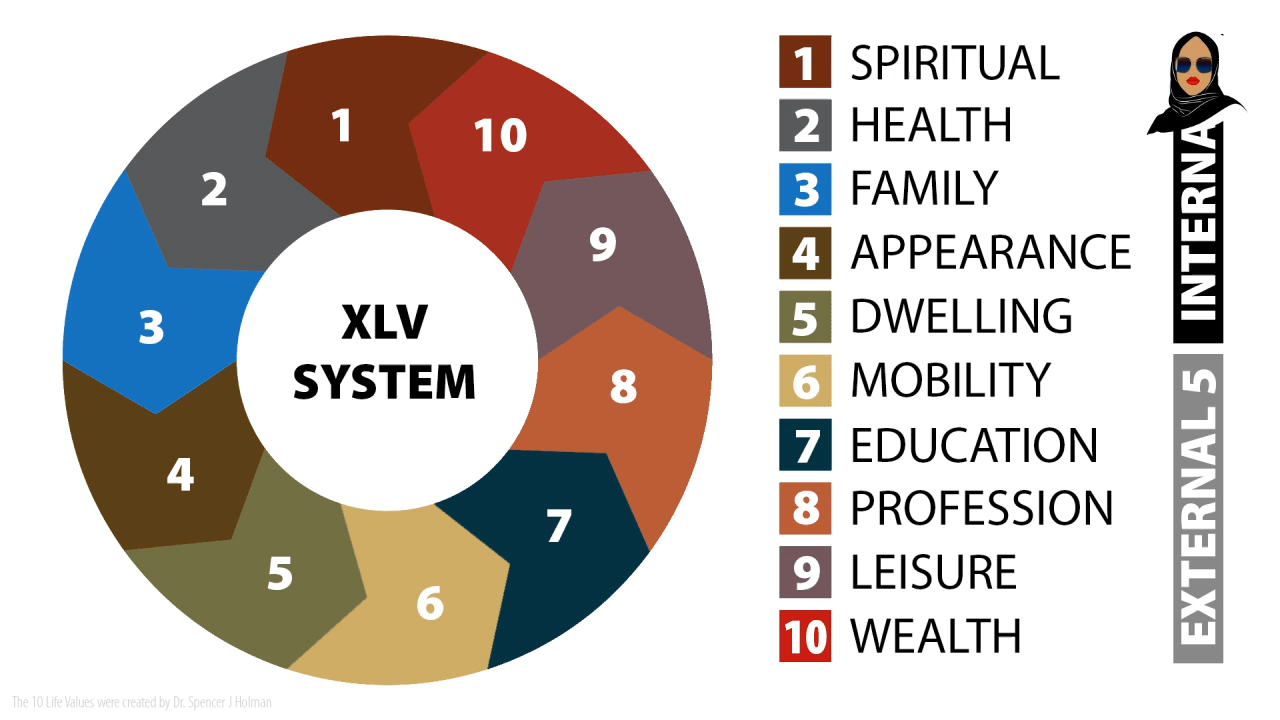 1
10
2
9
3
8
4
7
5
6
XLV
SYSTEM
1 SPIRITUAL
2 HEALTH
3 FAMILY
4 APPEARANCE
5 DWELLING
6 MOBILITY
7 EDUCATION
8 PROFESSION
9 LEISURE
10 WEALTH
INTERNA
EXTERNAL 5
The 10 Life Values were created by Dr. Spencer J Holman